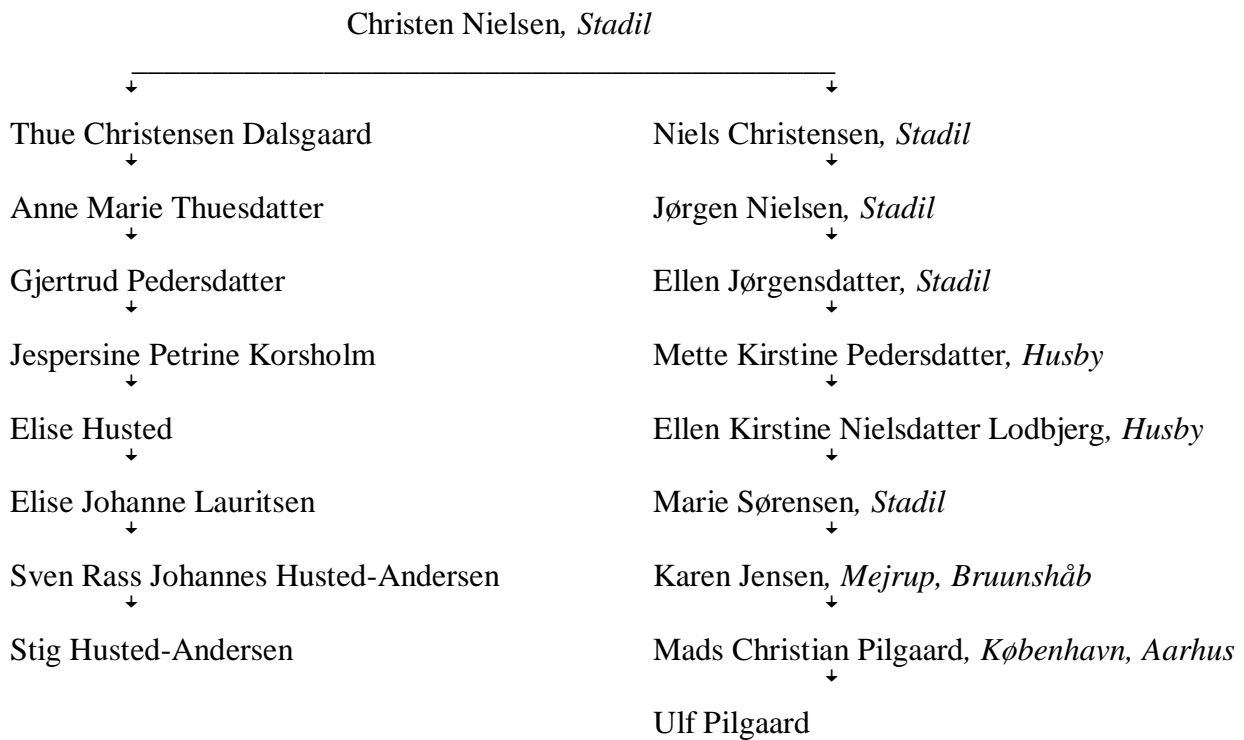 Christen Nielsen, Stadil
Thue Christensen Dalsgaard
Niels Christensen, Stadil
Anne Marie Thuesdatter
Jørgen Nielsen, Stadil
Gjertrud Pedersdatter
Ellen Jørgensdatter, Stadil
Jespersine Petrine Korsholm
Mette Kirstine Pedersdatter, Husby
Elise Husted
Ellen Kirstine Nielsdatter Lodbjerg, Husby
Elise Johanne Lauritsen
Marie Sørensen, Stadil
Sven Rass Johannes Husted-Andersen
Karen Jensen, Mejrup, Bruunshåb
Stig Husted-Andersen
Mads Christian Pilgaard, København, Aarhus
Ulf Pilgaard